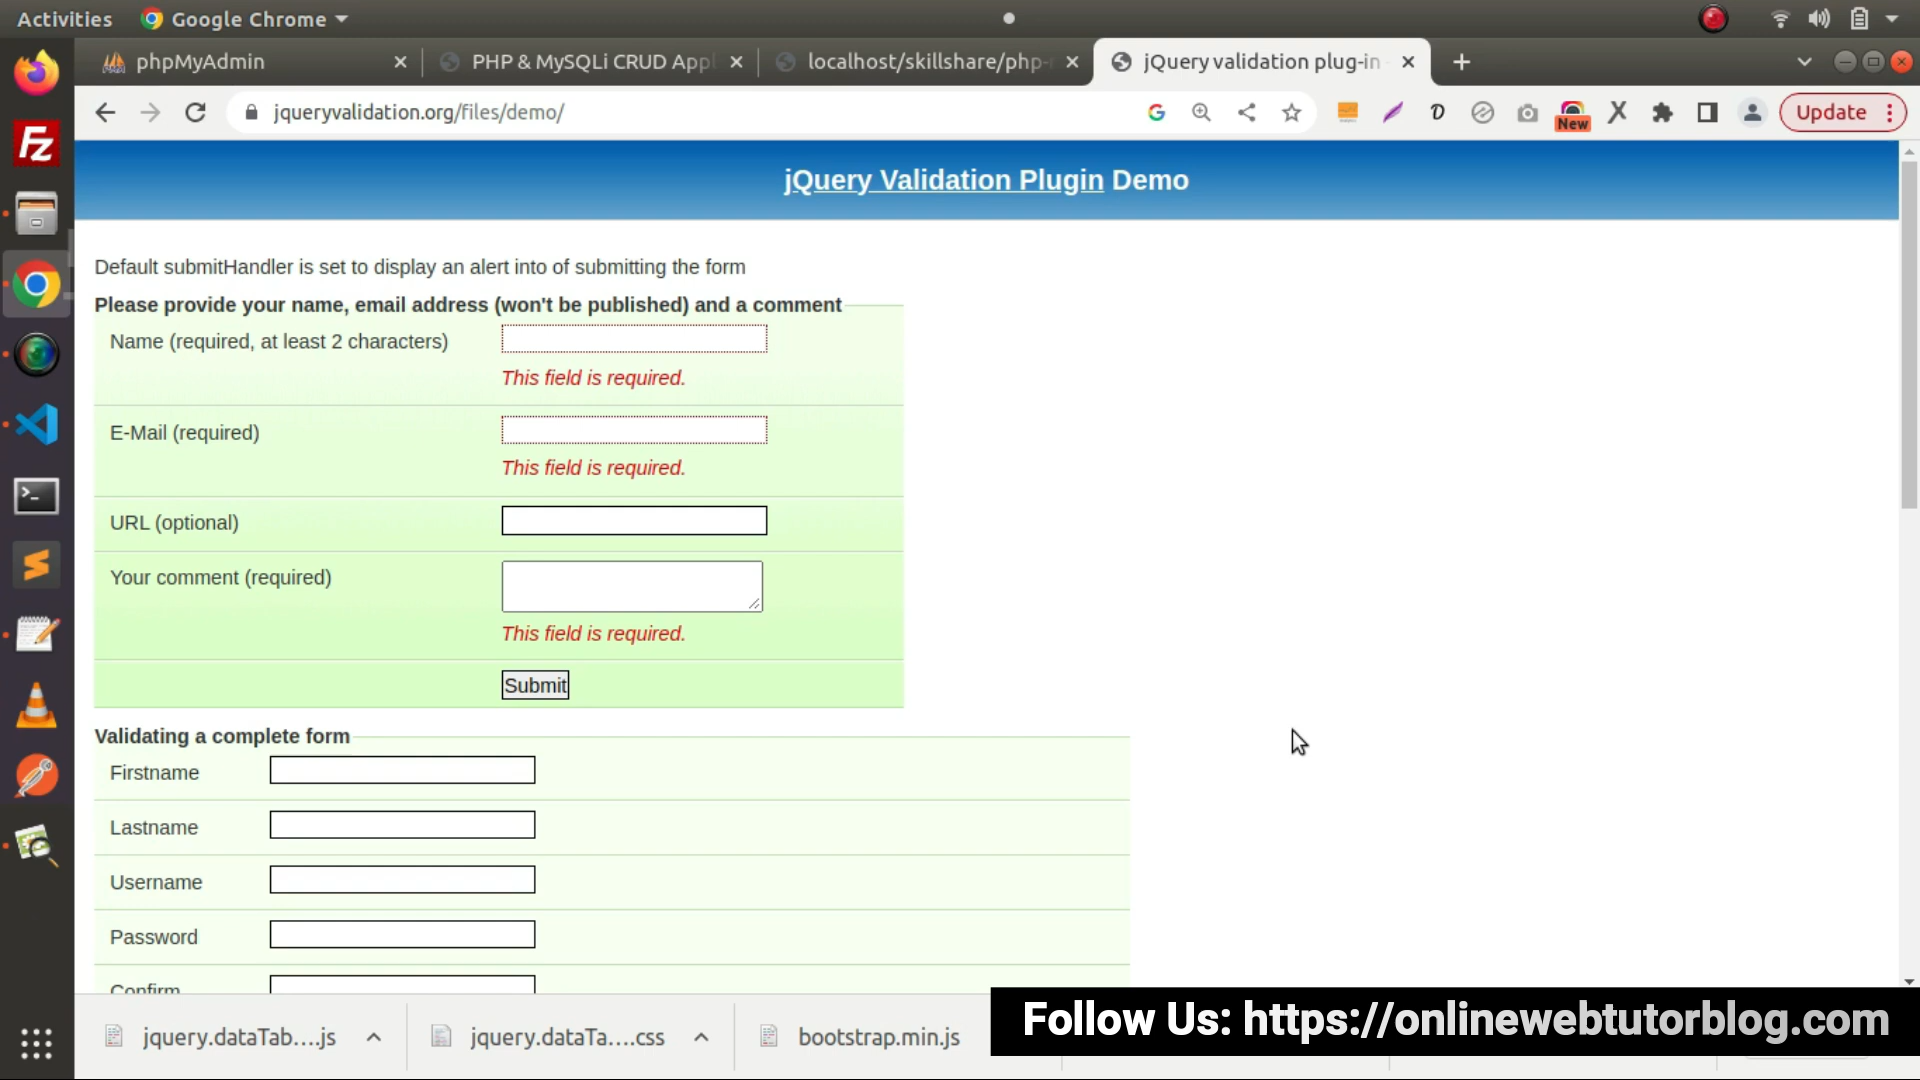 Activities Google Chrome
phpMyAdmin PHP & MySQLi CRUD Appl localhost/skillshare/php- jQuery validation plug-in
jqueryvalidation.org/files/demo/ New Update
jQuery Validation Plugin Demo
Default submitHandler is set to display an alert into of submitting the form
Please provide your name, email address (won't be published) and a comment
Name (required, at least 2 characters)
This field is required.
E-Mail (required)
This field is required.
URL (optional)
Your comment (required)
This field is required.
Submit
Validating a complete form
Firstname
Lastname
Username
Password
Confirm
jquery.dataTab....js jquery.dataTa....css bootstrap.min.js
Follow Us: https://onlinewebtutorblog.com